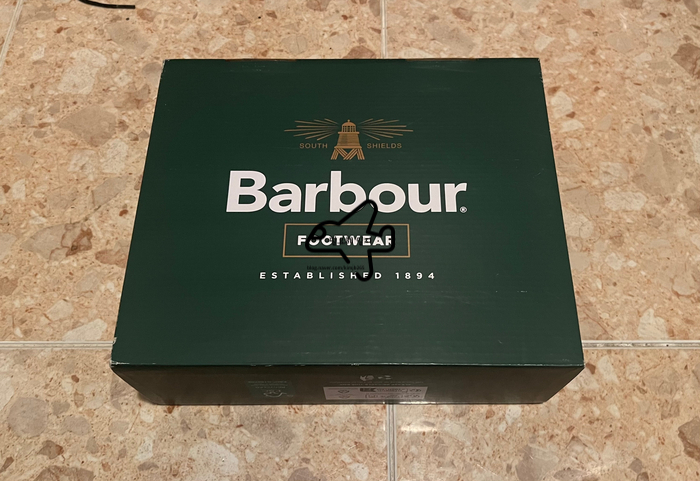 SOUTH SHIELDS
Barbour®
FOOTWEAR
ESTABLISHED 1894